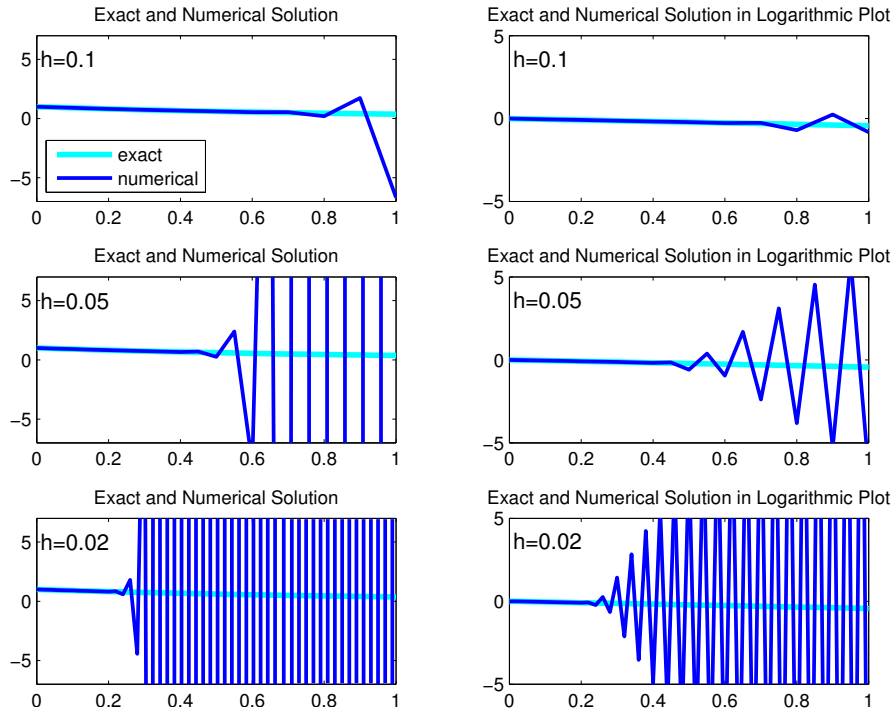 Exact and Numerical Solution
5
0
−5
h=0.1
exact
numerical
0 0.2 0.4 0.6 0.8 1
Exact and Numerical Solution in Logarithmic Plot
5
0
−5
h=0.1
0 0.2 0.4 0.6 0.8 1
Exact and Numerical Solution
5
0
−5
h=0.05
0 0.2 0.4 0.6 0.8 1
Exact and Numerical Solution in Logarithmic Plot
5
0
−5
h=0.05
0 0.2 0.4 0.6 0.8 1
Exact and Numerical Solution
5
0
−5
h=0.02
0 0.2 0.4 0.6 0.8 1
Exact and Numerical Solution in Logarithmic Plot
5
0
−5
h=0.02
0 0.2 0.4 0.6 0.8 1